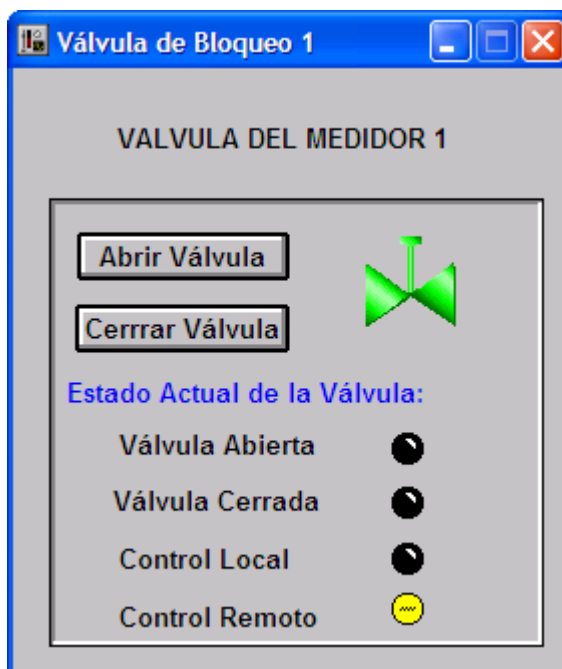 Válvula de Bloqueo 1
VALVULA DEL MEDIDOR 1
Abrir Válvula
Cerrrar Válvula
Estado Actual de la Válvula:
Válvula Abierta
Válvula Cerrada
Control Local
Control Remoto